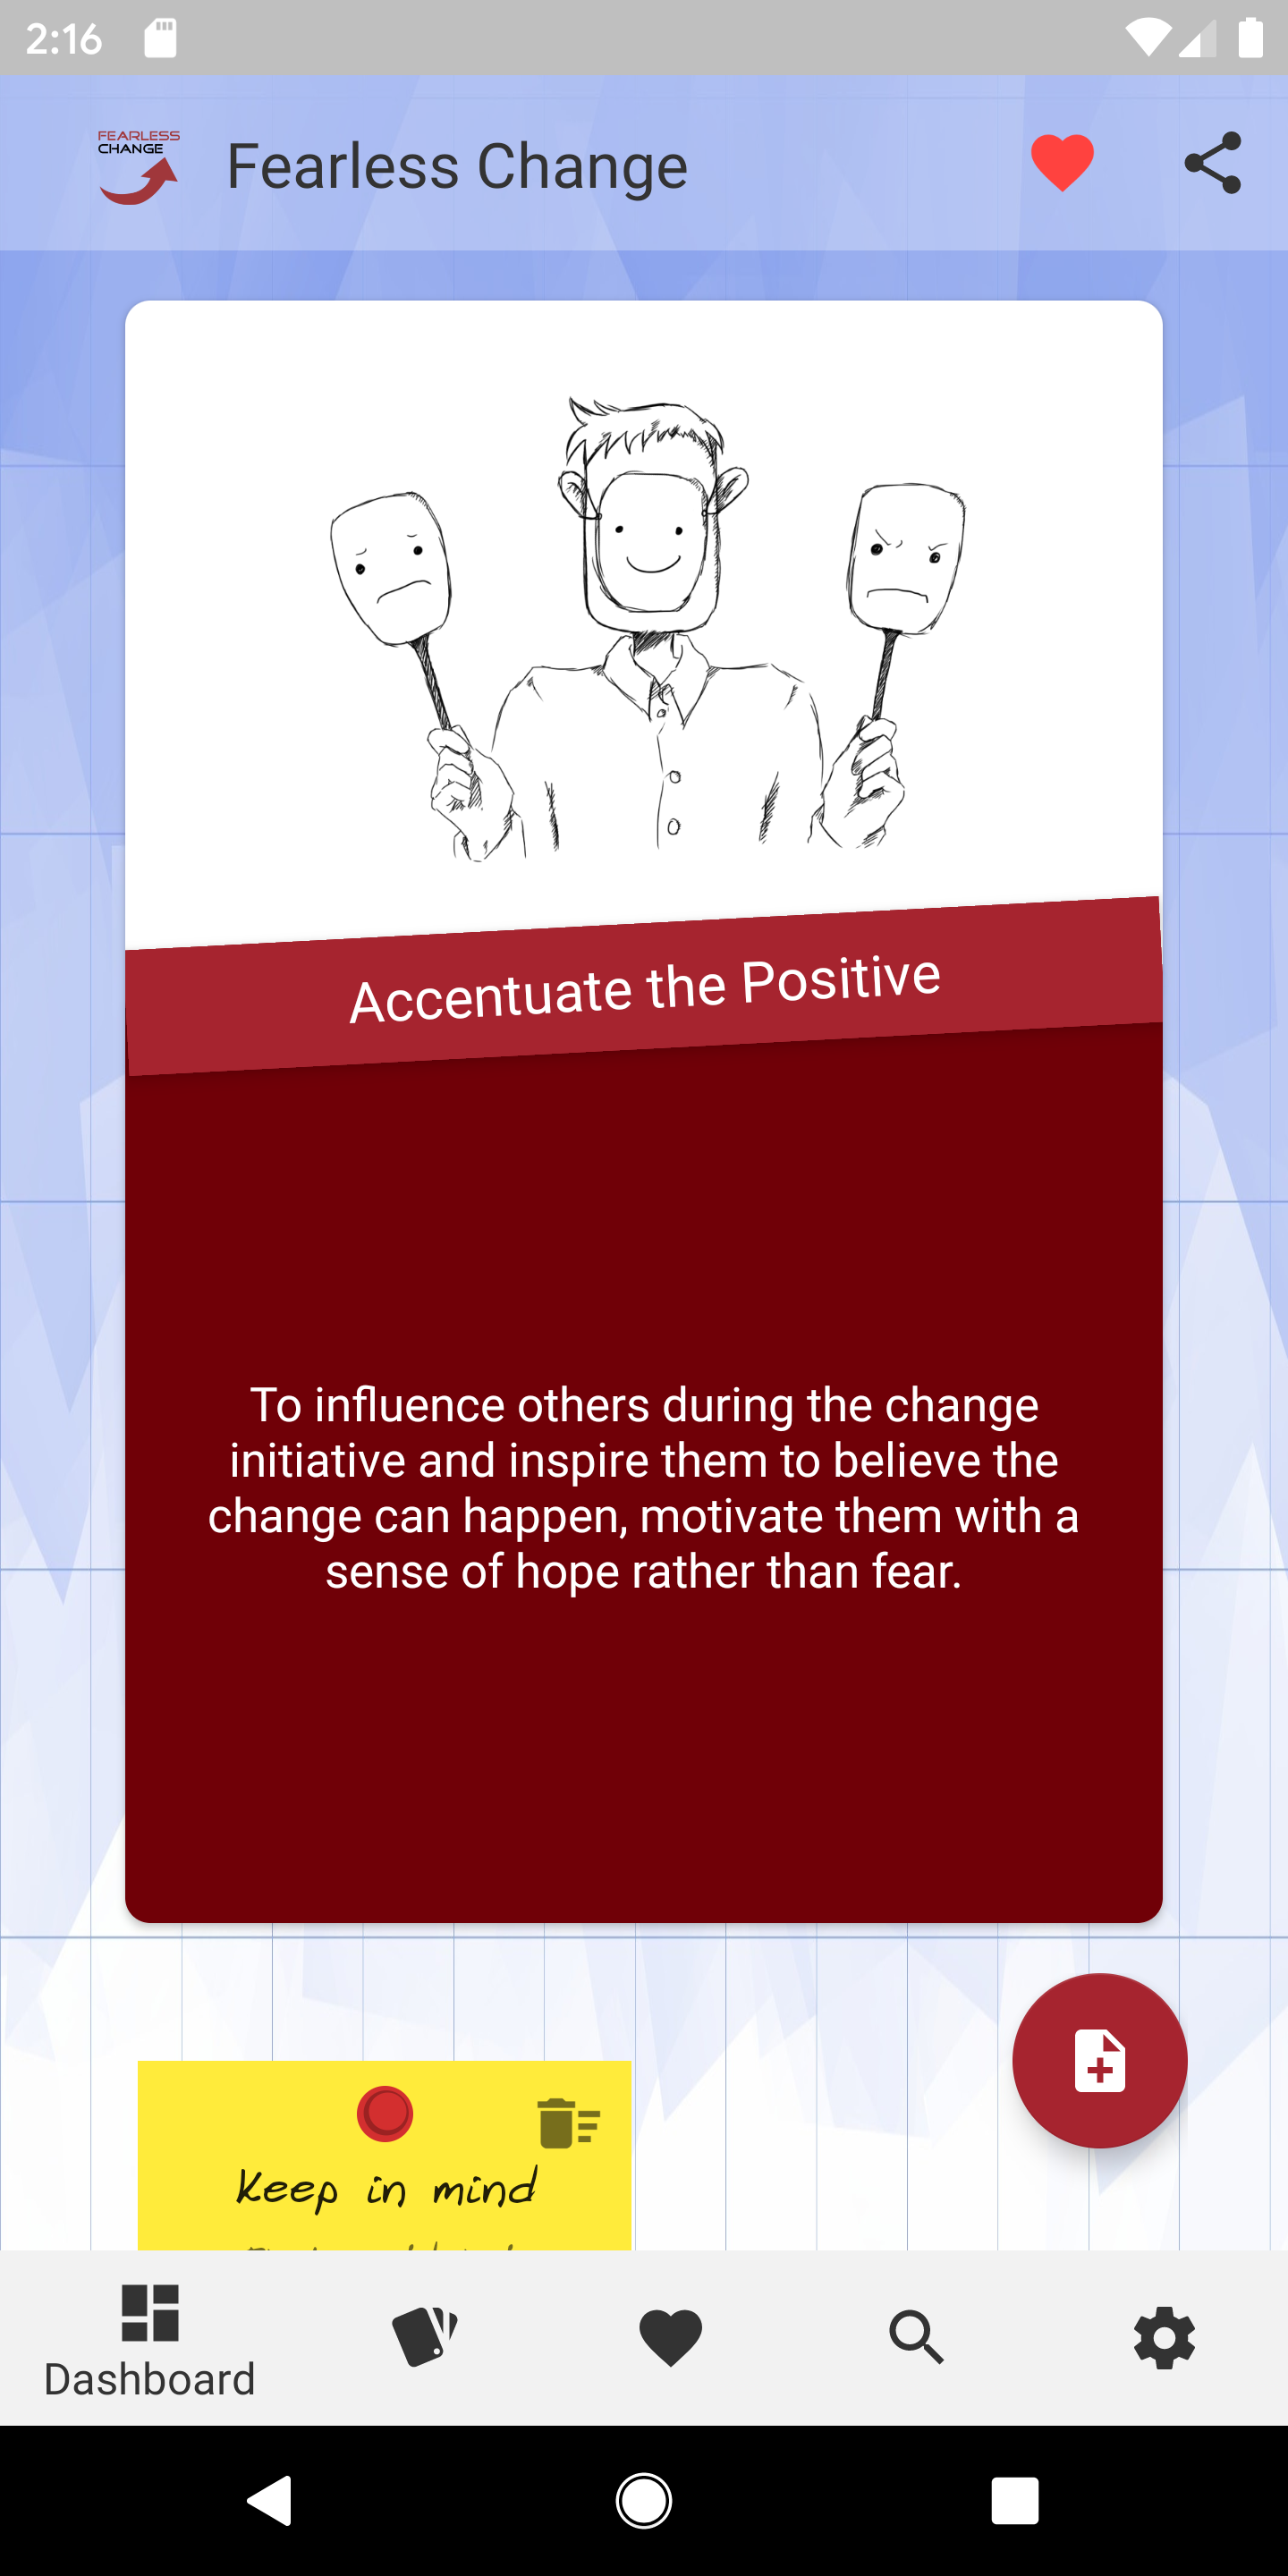 2:16
FEARLESS
CHANGE
Fearless Change
Accentuate the Positive
To influence others during the change
initiative and inspire them to believe the
change can happen, motivate them with a
sense of hope rather than fear.
Keep in mind
Dashboard